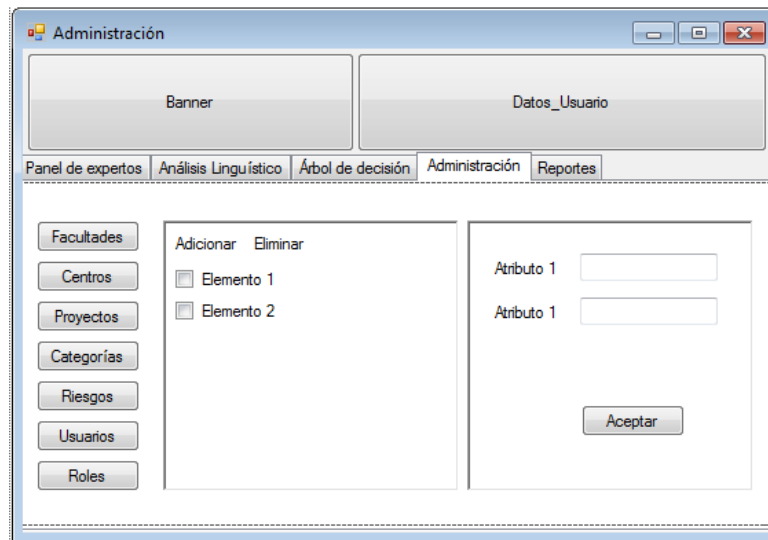 Administración
Banner
Datos_Usuario
Panel de expertos
Análisis Linguístico
Árbol de decisión
Administración
Reportes
Facultades
Centros
Proyectos
Categorías
Riesgos
Usuarios
Roles
Adicionar Eliminar
Elemento 1
Elemento 2
Atributo 1
Atributo 1
Aceptar